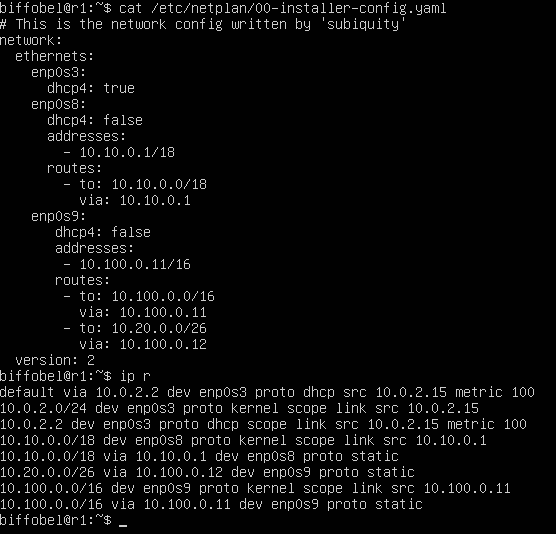 biffobel@r1:~$ cat /etc/netplan/00-installer-config.yaml
# This is the network config written by 'subiquity'
network:
  ethernets:
    enp0s3:
      dhcp4: true
    enp0s8:
      dhcp4: false
      addresses:
        - 10.10.0.1/18
      routes:
        - to: 10.10.0.0/18
          via: 10.10.0.1
    enp0s9:
       dhcp4: false
       addresses:
        - 10.100.0.11/16
       routes:
        - to: 10.100.0.0/16
          via: 10.100.0.11
        - to: 10.20.0.0/26
          via: 10.100.0.12
  version: 2
biffobel@r1:~$ ip r
default via 10.0.2.2 dev enp0s3 proto dhcp src 10.0.2.15 metric 100
10.0.2.0/24 dev enp0s3 proto kernel scope link src 10.0.2.15
10.0.2.2 dev enp0s3 proto dhcp scope link src 10.0.2.15 metric 100
10.10.0.0/18 dev enp0s8 proto kernel scope link src 10.10.0.1
10.10.0.0/18 via 10.10.0.1 dev enp0s8 proto static
10.20.0.0/26 via 10.100.0.12 dev enp0s9 proto static
10.100.0.0/16 dev enp0s9 proto kernel scope link src 10.100.0.11
10.100.0.0/16 via 10.100.0.11 dev enp0s9 proto static
biffobel@r1:~$ _